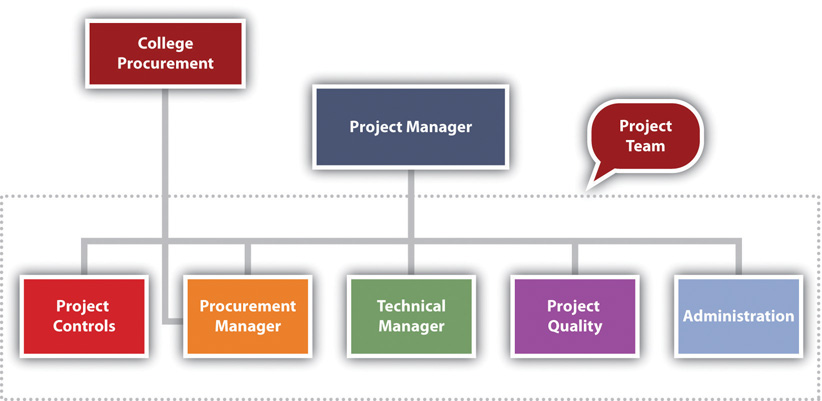 College
Procurement
Project Manager
Project
Team
Project
Controls
Procurement
Manager
Technical
Manager
Project
Quality
Administration